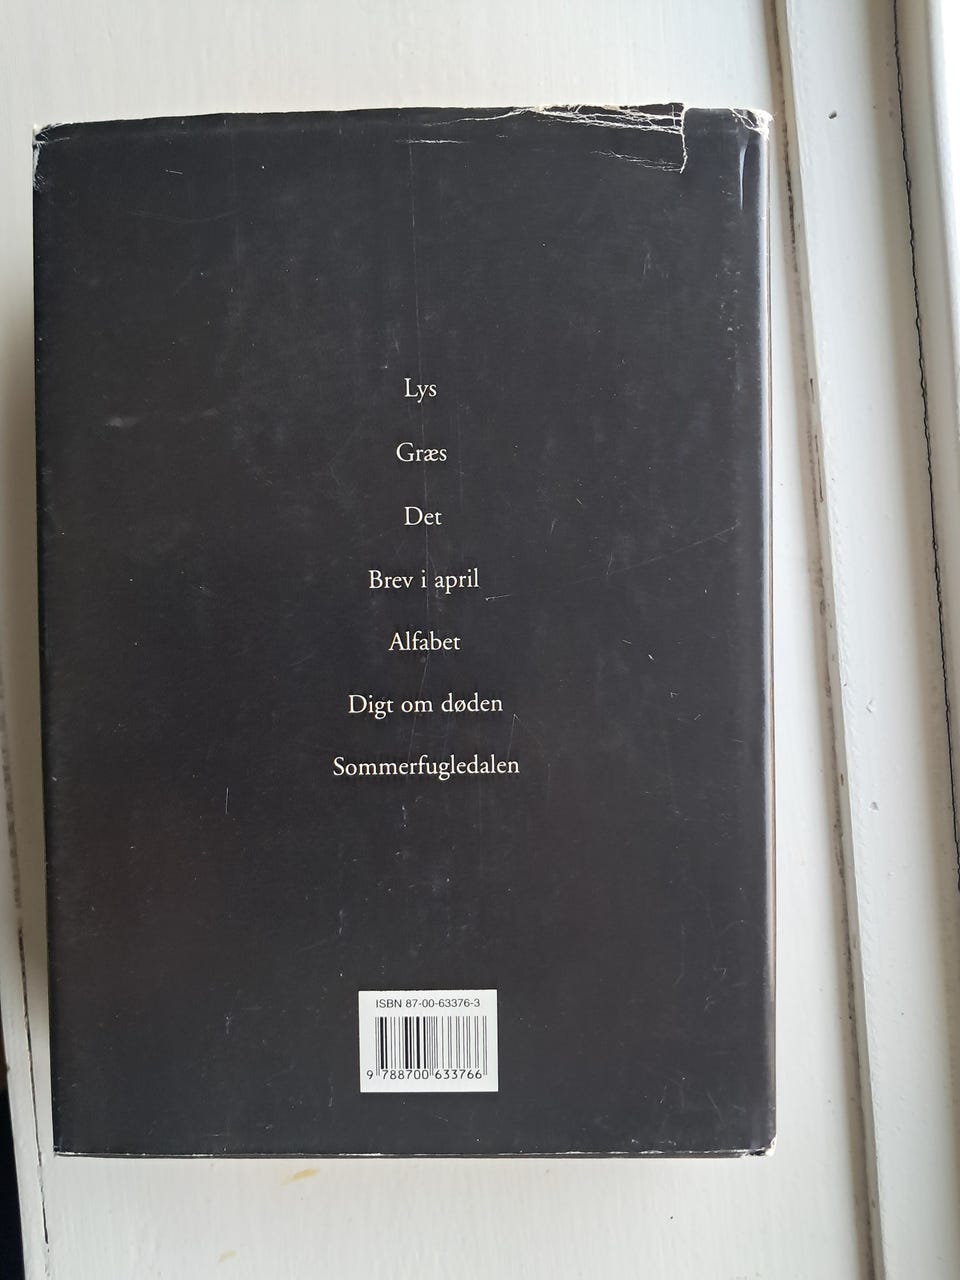 Lys
Græs
Det
Brev i april
Alfabet
Digt om døden
Sommerfugledalen
ISBN 87-00-63376-3
9 788700 633766